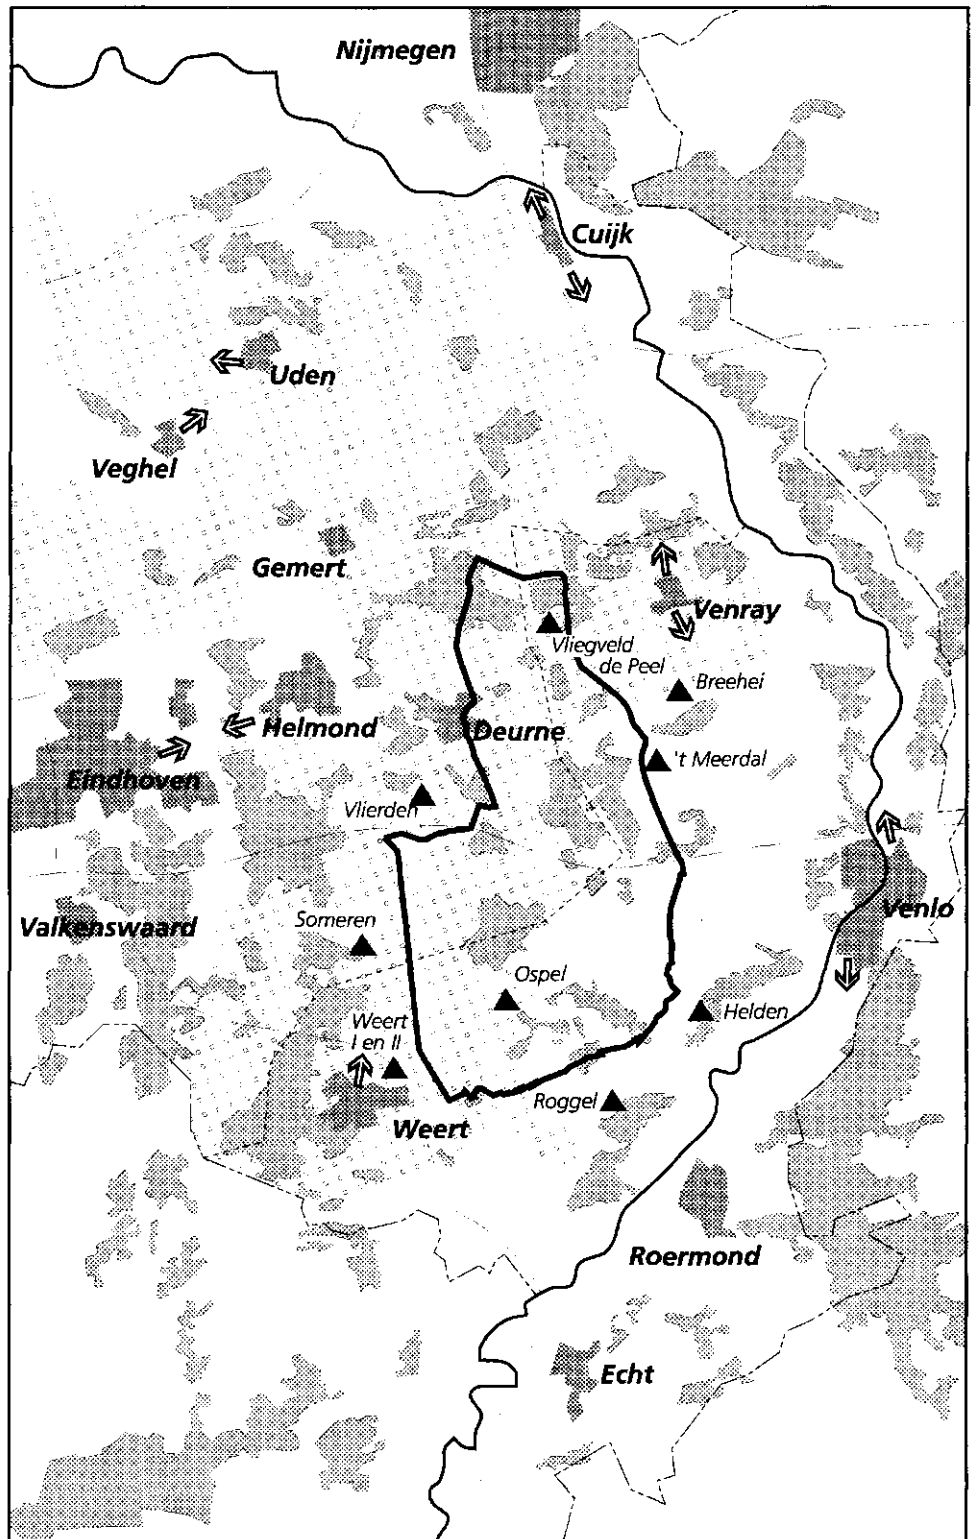 Nijmegen
Cuijk
Uden
Veghel
Gemert
Venray
Vliegveld
de Peel
Breehei
Helmond
Deurne
Eindhoven
't Meerdal
Vlierden
Valkenswaard
Venlo
Someren
Ospel
Helden
Weert
I en II
Roggel
Weert
Roermond
Echt